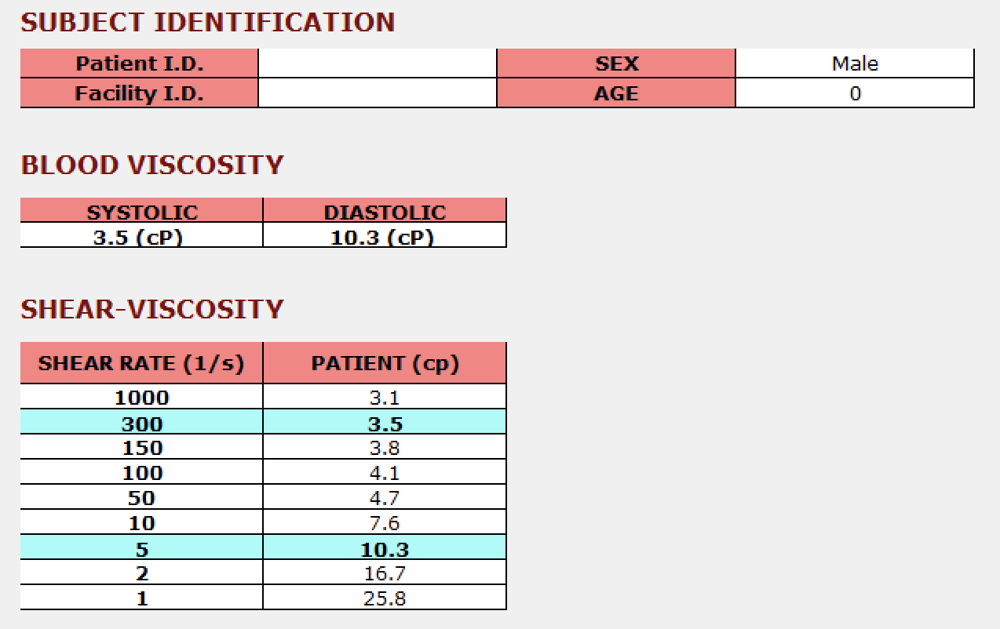 SUBJECT IDENTIFICATION
Patient I.D. SEX Male
Facility I.D. AGE 0
BLOOD VISCOSITY
SYSTOLIC DIASTOLIC
3.5 (cP) 10.3 (cP)
SHEAR-VISCOSITY
SHEAR RATE (1/s) PATIENT (cp)
1000 3.1
300 3.5
150 3.8
100 4.1
50 4.7
10 7.6
5 10.3
2 16.7
1 25.8